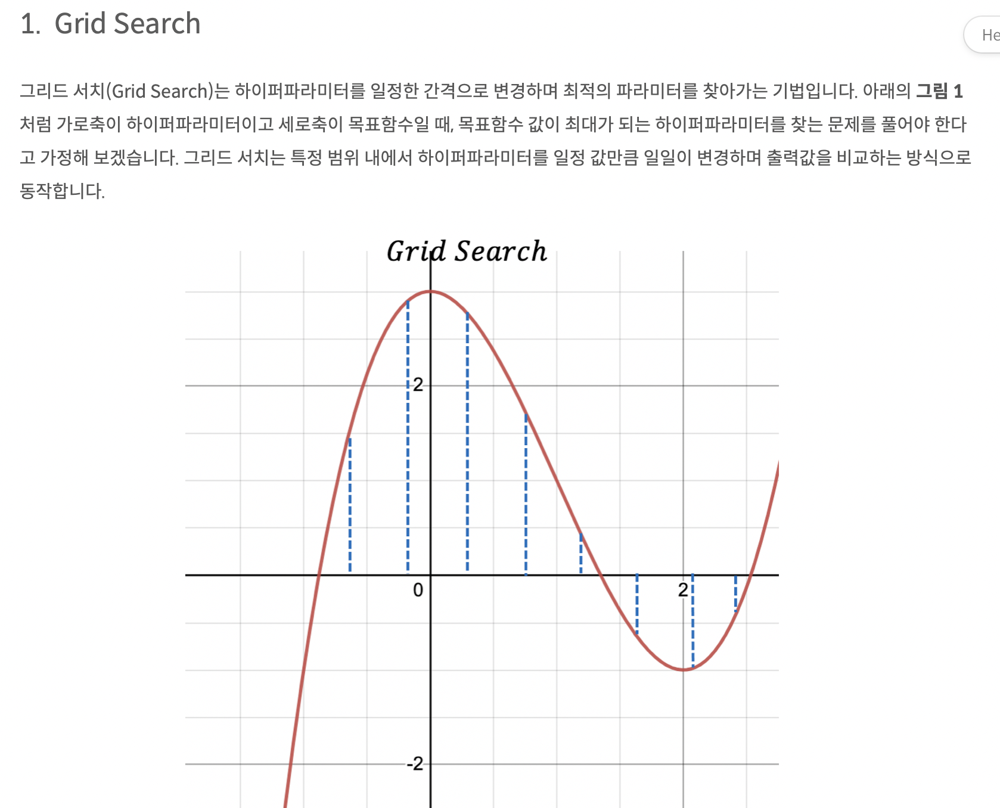 1. Grid Search
He
그리드 서치(Grid Search)는 하이퍼파라미터를 일정한 간격으로 변경하며 최적의 파라미터를 찾아가는 기법입니다. 아래의 그림 1
처럼 가로축이 하이퍼파라미터이고 세로축이 목표함수일 때, 목표함수 값이 최대가 되는 하이퍼파라미터를 찾는 문제를 풀어야 한다
고 가정해 보겠습니다. 그리드 서치는 특정 범위 내에서 하이퍼파라미터를 일정 값만큼 일일이 변경하며 출력값을 비교하는 방식으로
동작합니다.
Grid Search
2
0
2
-2